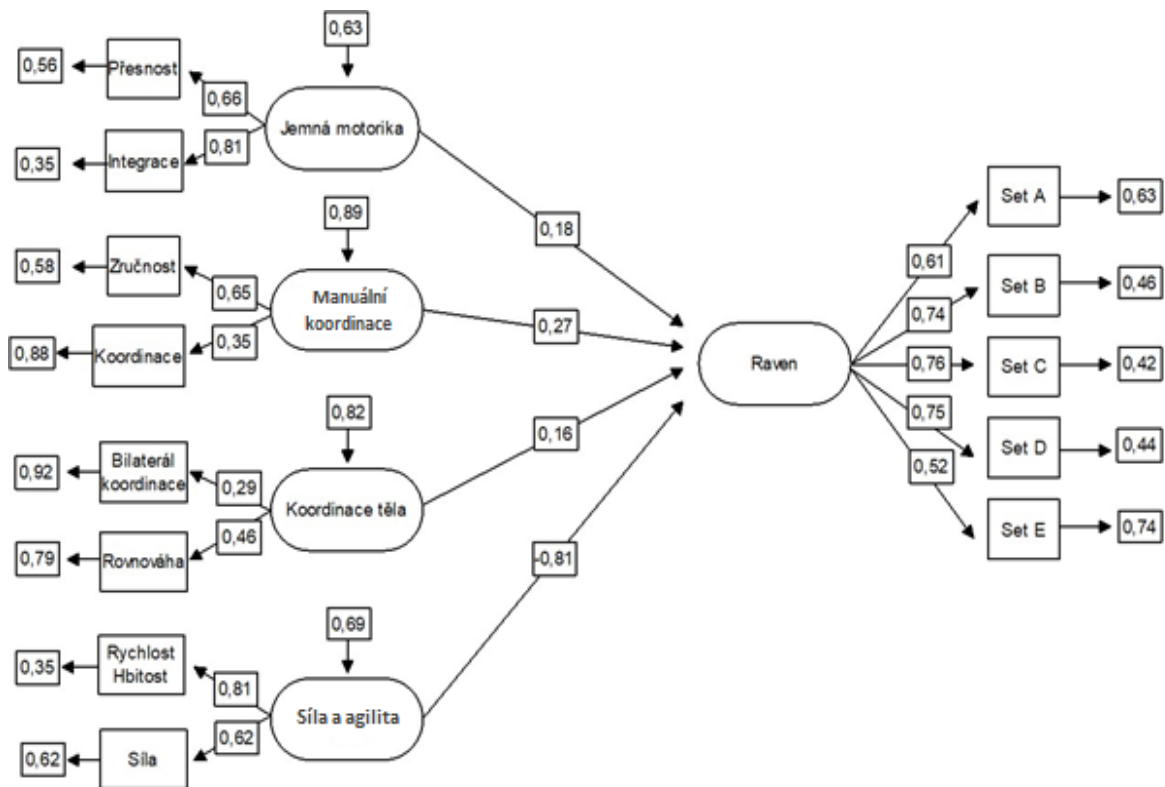 0,63
0,56
Přesnost
0,66
Jemná motorika
0,81
0,35
Integrace
0,89
0,18
0,58
Zručnost
0,65
Manuální
koordinace
0,27
0,35
0,88
Koordinace
0,82
0,16
0,92
Bilaterál
koordinace
0,29
Koordinace těla
0,46
0,79
Rovnováha
-0,81
0,69
0,35
Rychlost
Hbitost
0,81
Síla a agilita
0,62
0,62
Síla
Raven
0,61
0,74
0,76
0,75
0,52
Set A
0,63
Set B
0,46
Set C
0,42
Set D
0,44
Set E
0,74